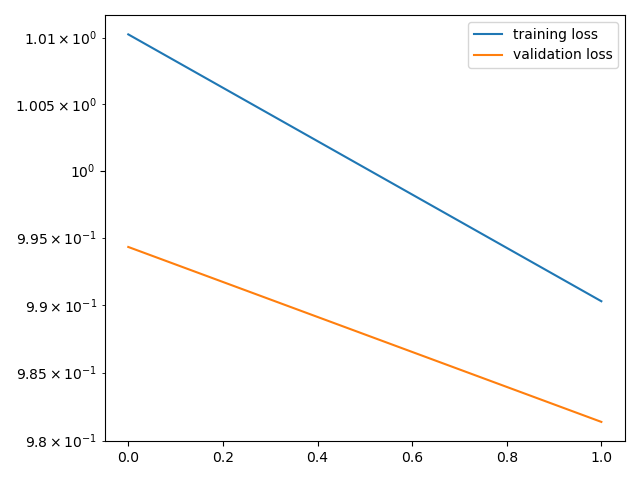 training loss
validation loss
1.01 × 10⁰
1.005 × 10⁰
10⁰
9.95 × 10⁻¹
9.9 × 10⁻¹
9.85 × 10⁻¹
9.8 × 10⁻¹
0.0 0.2 0.4 0.6 0.8 1.0